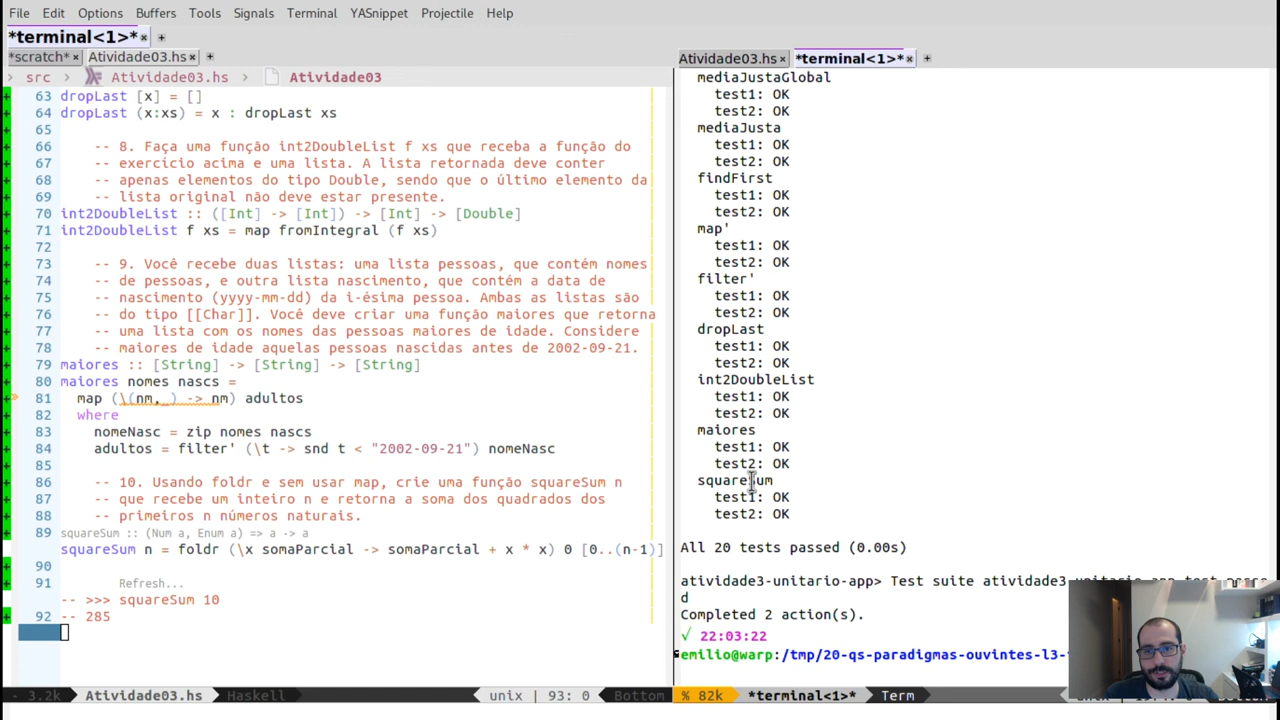 File Edit Options Buffers Tools Signals Terminal YASnippet Projectile Help
*terminal<1>* × +
*scratch* × Atividade03.hs × +
> src > Atividade03.hs > Atividade03
63 dropLast [x] = []
64 dropLast (x:xs) = x : dropLast xs
65
66 -- 8. Faça uma função int2DoubleList f xs que receba a função do
67 -- exercicio acima e uma lista. A lista retornada deve conter
68 -- apenas elementos do tipo Double, sendo que o último elemento da
69 -- lista original não deve estar presente.
70 int2DoubleList :: ([Int] -> [Int]) -> [Int] -> [Double]
71 int2DoubleList f xs = map fromIntegral (f xs)
72
73 -- 9. Você recebe duas listas: uma lista pessoas, que contém nomes
74 -- de pessoas, e outra lista nascimento, que contém a data de
75 -- nascimento (yyyy-mm-dd) da i-ésima pessoa. Ambas as listas são
76 -- do tipo [[Char]]. Você deve criar uma função maiores que retorna
77 -- uma lista com os nomes das pessoas maiores de idade. Considere
78 -- maiores de idade aquelas pessoas nascidas antes de 2002-09-21.
79 maiores :: [String] -> [String] -> [String]
80 maiores nomes nascs =
81 map (\(nm,_) -> nm) adultos
82 where
83 nomeNasc = zip nomes nascs
84 adultos = filter' (\t -> snd t < "2002-09-21") nomeNasc
85
86 -- 10. Usando foldr e sem usar map, crie uma função squareSum n
87 -- que recebe um inteiro n e retorna a soma dos quadrados dos
88 -- primeiros n números naturais.
89 squareSum :: (Num a, Enum a) => a -> a
squareSum n = foldr (\x somaParcial -> somaParcial + x * x) 0 [0..(n-1)]
90
91 Refresh...
-- >>> squareSum 10
92 -- 285
- 3.2k Atividade03.hs Haskell unix | 93: 0 Bottom
Atividade03.hs × *terminal<1>* × +
mediaJustaGlobal
test1: OK
test2: OK
mediaJusta
test1: OK
test2: OK
findFirst
test1: OK
test2: OK
map'
test1: OK
test2: OK
filter'
test1: OK
test2: OK
dropLast
test1: OK
test2: OK
int2DoubleList
test1: OK
test2: OK
maiores
test1: OK
test2: OK
squareSum
test1: OK
test2: OK
All 20 tests passed (0.00s)
atividade3-unitario-app> Test suite atividade3-unitario-app-test passe
d
Completed 2 action(s).
√ 22:03:22
emilio@warp:/tmp/20-qs-paradigmas-ouvintes-l3-
% 82k *terminal<1>* Term